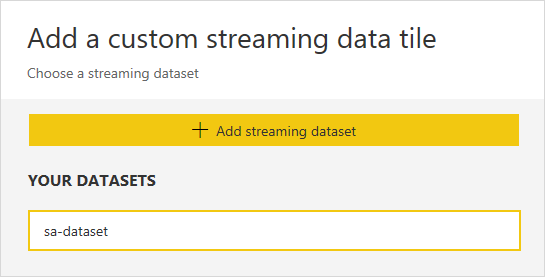 Add a custom streaming data tile
Choose a streaming dataset
+ Add streaming dataset
YOUR DATASETS
sa-dataset